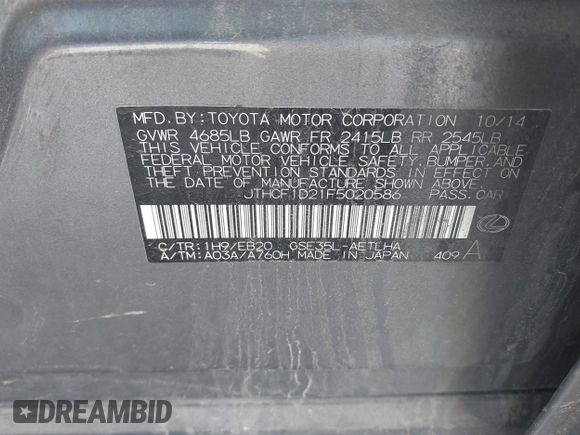 MFD.BY:TOYOTA MOTOR CORPORATION 10/14
GVWR 4685LB GAWR FR 2415LB RR 2545LB
THIS VEHICLE CONFORMS TO ALL APPLICABLE
FEDERAL MOTOR VEHICLE SAFETY,BUMPER,AND
THEFT PREVENTION STANDARDS IN EFFECT ON
THE DATE OF MANUFACTURE SHOWN ABOVE.
JTHCF1D21F5020586 PASS.CAR
C/TR:1H9/EB20 GSE35L-AETLHA
A/TM:A03A/A760H MADE IN JAPAN 409 A
DREAMBID